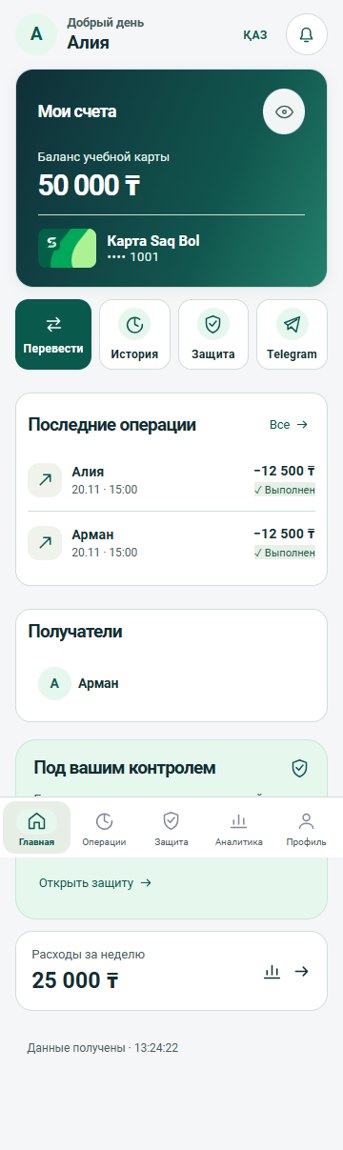 A
Добрый день
Алия
ҚАЗ
Мои счета
Баланс учебной карты
50 000 ₸
S
Карта Saq Bol
•••• 1001
Перевести
История
Защита
Telegram
Последние операции
Все →
Алия
−12 500 ₸
20.11 · 15:00
✓ Выполнен
Арман
−12 500 ₸
20.11 · 15:00
✓ Выполнен
Получатели
A
Арман
Под вашим контролем
Главная
Операции
Защита
Аналитика
Профиль
Открыть защиту →
Расходы за неделю
25 000 ₸
Данные получены · 13:24:22